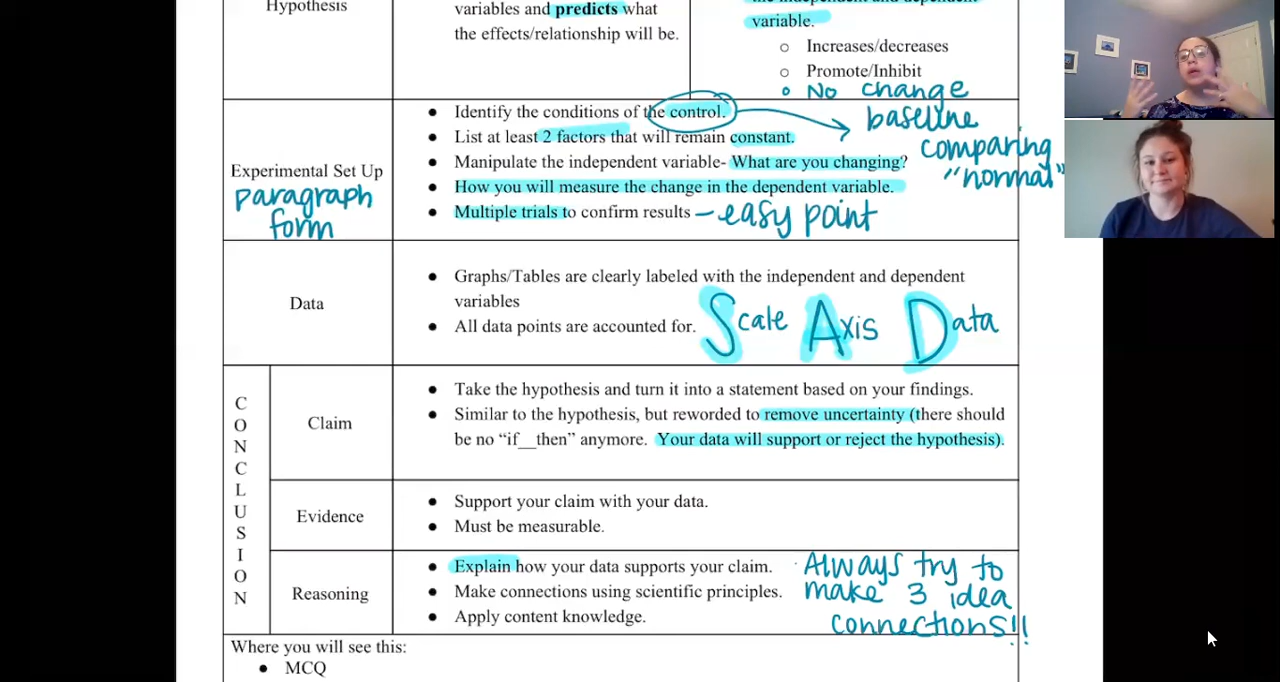 Hypothesis
variables and predicts what
the effects/relationship will be.
the independent and dependent
variable.
o Increases/decreases
o Promote/Inhibit
o No change
Experimental Set Up
paragraph
form
● Identify the conditions of the control.
● List at least 2 factors that will remain constant.
● Manipulate the independent variable- What are you changing?
● How you will measure the change in the dependent variable.
● Multiple trials to confirm results – easy point
baseline
comparing
"normal"
Data
● Graphs/Tables are clearly labeled with the independent and dependent
variables
● All data points are accounted for.
Scale Axis Data
CONCLUSION
Claim
● Take the hypothesis and turn it into a statement based on your findings.
● Similar to the hypothesis, but reworded to remove uncertainty (there should
be no “if__then” anymore. Your data will support or reject the hypothesis).
Evidence
● Support your claim with your data.
● Must be measurable.
Reasoning
● Explain how your data supports your claim.
● Make connections using scientific principles.
● Apply content knowledge.
Always try to
make 3 idea
connections!!
Where you will see this:
● MCQ